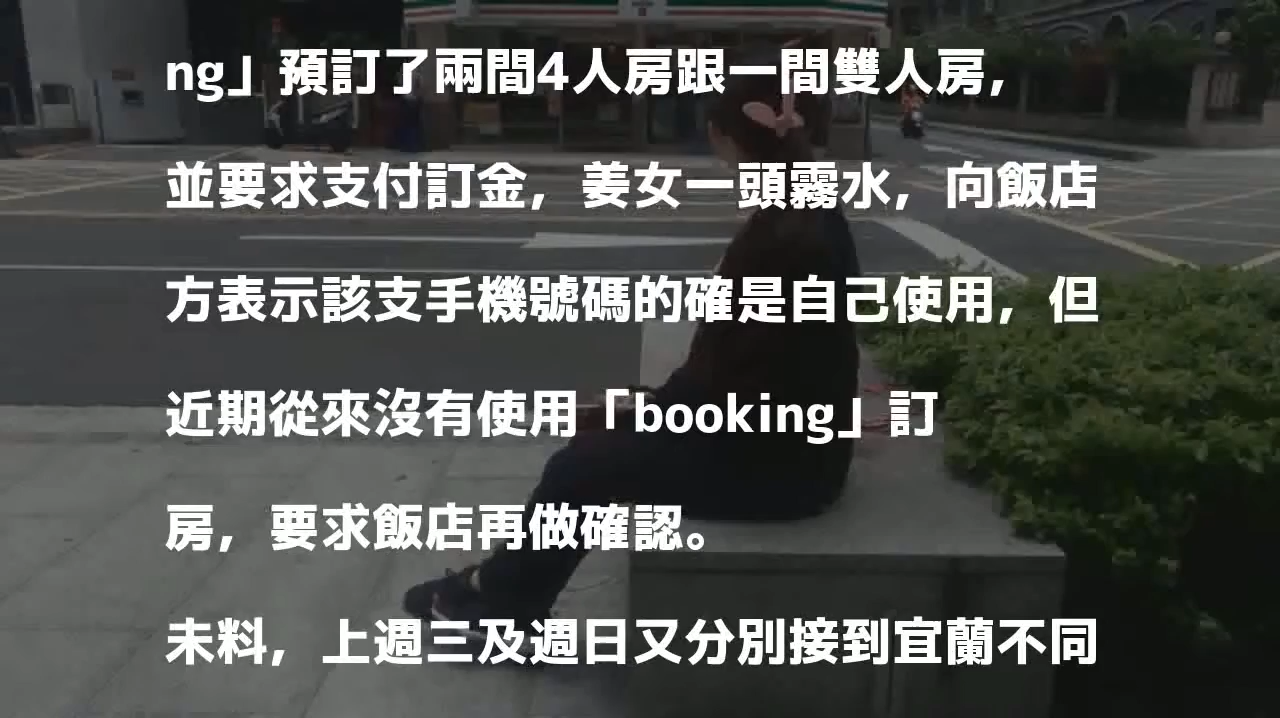 ng」預訂了兩間4人房跟一間雙人房，
並要求支付訂金，姜女一頭霧水，向飯店
方表示該支手機號碼的確是自己使用，但
近期從來沒有使用「booking」訂
房，要求飯店再做確認。
未料，上週三及週日又分別接到宜蘭不同